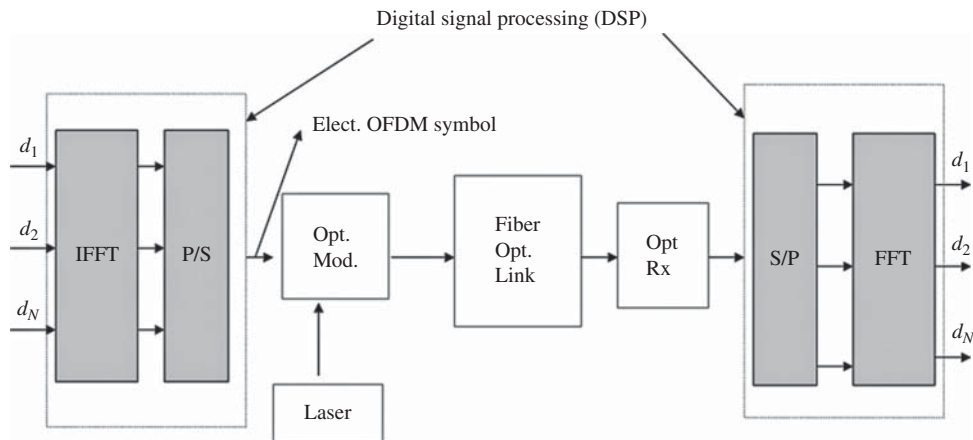 Digital signal processing (DSP)
Elect. OFDM symbol
d1
d2
dN
IFFT
P/S
Opt.
Mod.
Laser
Fiber
Opt.
Link
Opt
Rx
S/P
FFT
d1
d2
dN